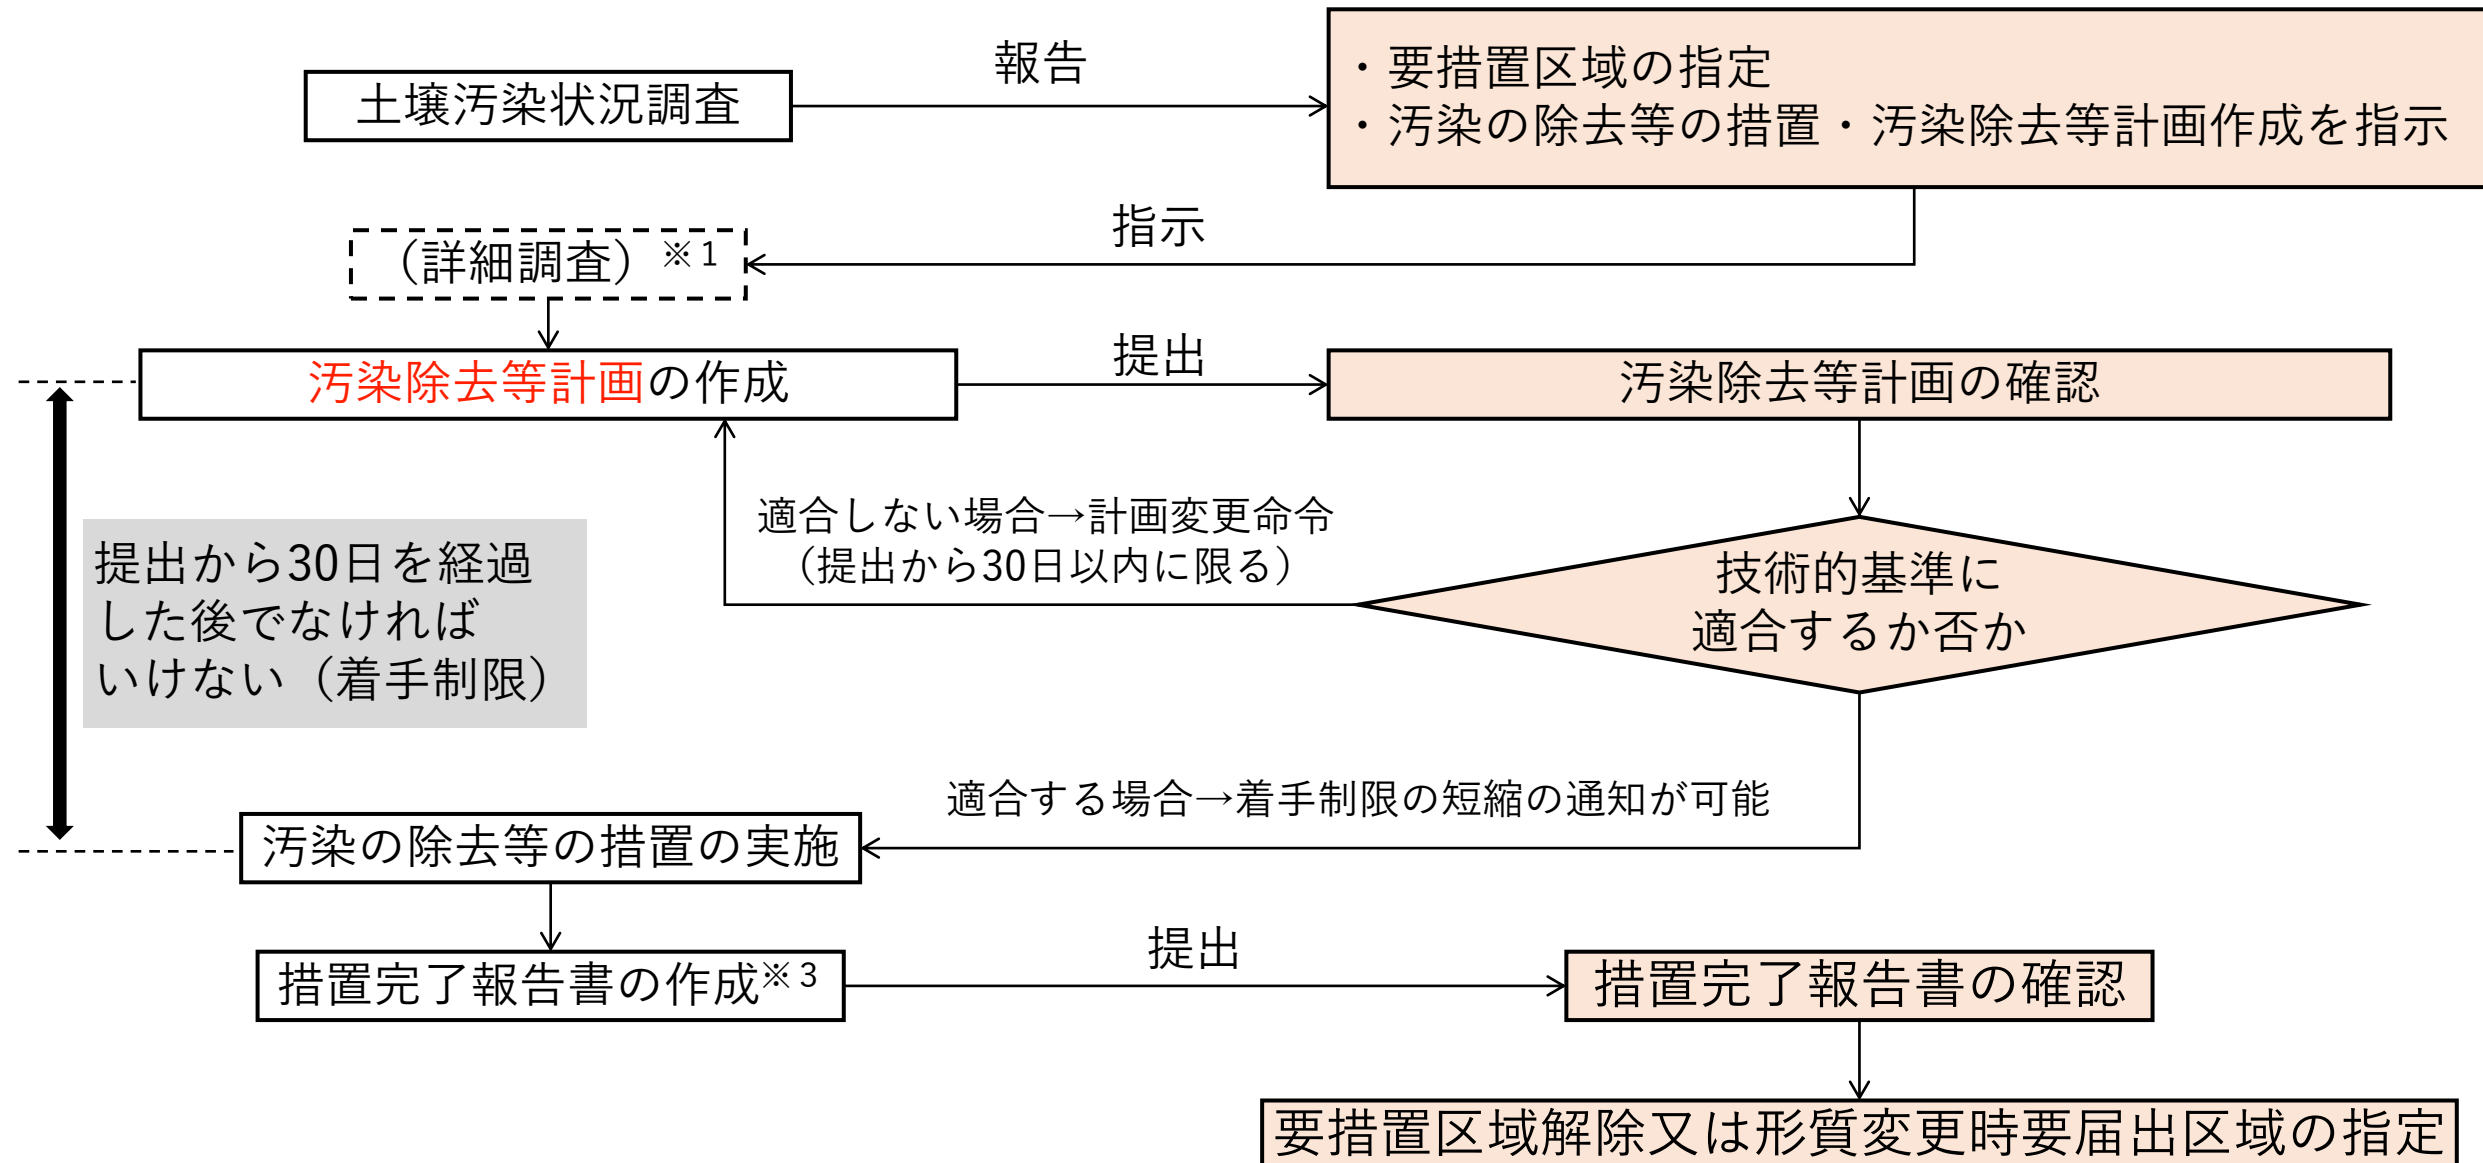 報告
土壌汚染状況調査
・要措置区域の指定
・汚染の除去等の措置・汚染除去等計画作成を指示
指示
（詳細調査）※1
汚染除去等計画の作成
提出
汚染除去等計画の確認
適合しない場合→計画変更命令
（提出から30日以内に限る）
提出から30日を経過
した後でなければ
いけない（着手制限）
技術的基準に
適合するか否か
適合する場合→着手制限の短縮の通知が可能
汚染の除去等の措置の実施
措置完了報告書の作成※3
提出
措置完了報告書の確認
要措置区域解除又は形質変更時要届出区域の指定